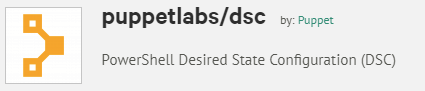 puppetlabs/dsc by: Puppet
PowerShell Desired State Configuration (DSC)